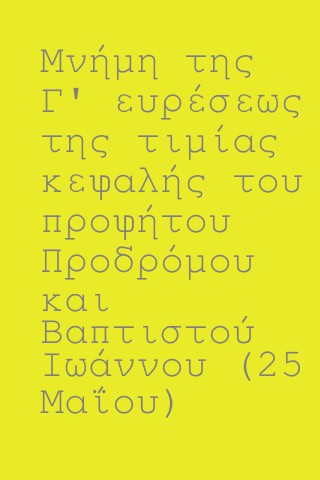 Μνήμη της
Γ' ευρέσεως
της τιμίας
κεφαλής του
προφήτου
Προδρόμου
και
Βαπτιστού
Ιωάννου (25
Μαΐου)